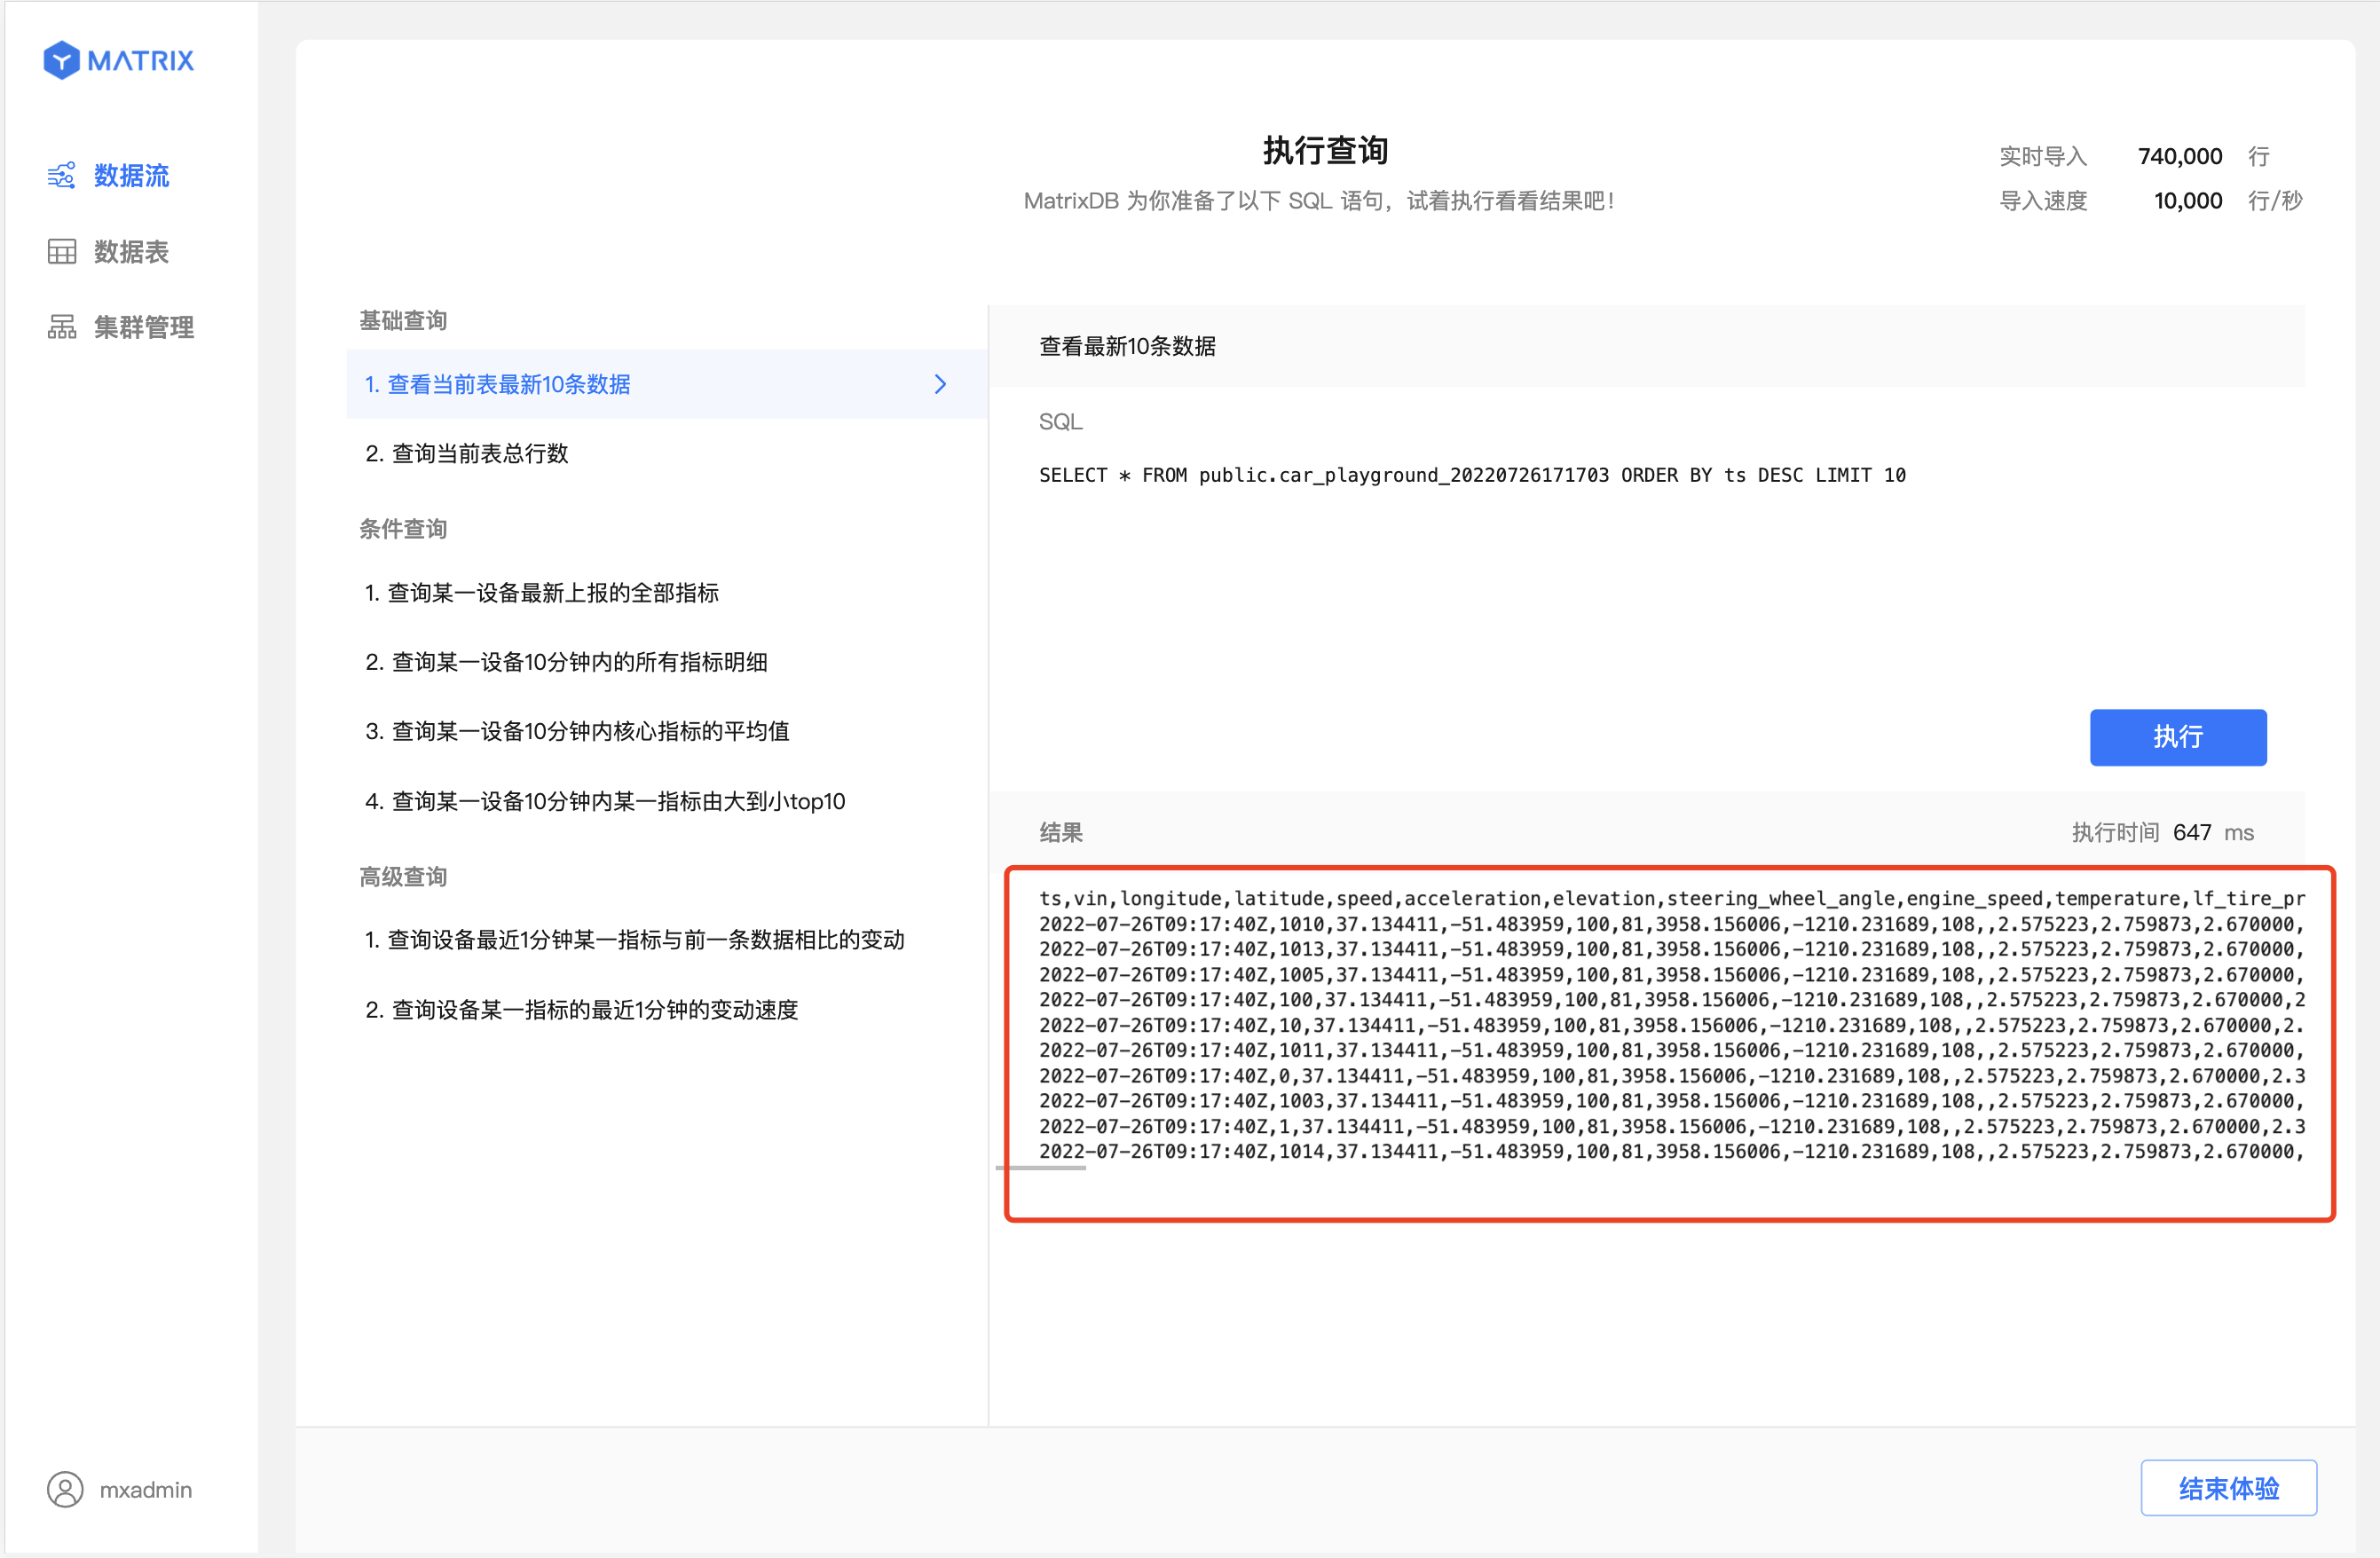 MATRIX
数据流
数据表
集群管理
mxadmin
执行查询
MatrixDB 为你准备了以下 SQL 语句，试着执行看看结果吧！
实时导入 740,000 行
导入速度 10,000 行/秒
基础查询
1. 查看当前表最新10条数据
2. 查询当前表总行数
条件查询
1. 查询某一设备最新上报的全部指标
2. 查询某一设备10分钟内的所有指标明细
3. 查询某一设备10分钟内核心指标的平均值
4. 查询某一设备10分钟内某一指标由大到小top10
高级查询
1. 查询设备最近1分钟某一指标与前一条数据相比的变动
2. 查询设备某一指标的最近1分钟的变动速度
查看最新10条数据
SQL
SELECT * FROM public.car_playground_20220726171703 ORDER BY ts DESC LIMIT 10
执行
结果
执行时间 647 ms
ts,vin,longitude,latitude,speed,acceleration,elevation,steering_wheel_angle,engine_speed,temperature,lf_tire_pr
2022-07-26T09:17:40Z,1010,37.134411,-51.483959,100,81,3958.156006,-1210.231689,108,,2.575223,2.759873,2.670000,
2022-07-26T09:17:40Z,1013,37.134411,-51.483959,100,81,3958.156006,-1210.231689,108,,2.575223,2.759873,2.670000,
2022-07-26T09:17:40Z,1005,37.134411,-51.483959,100,81,3958.156006,-1210.231689,108,,2.575223,2.759873,2.670000,
2022-07-26T09:17:40Z,100,37.134411,-51.483959,100,81,3958.156006,-1210.231689,108,,2.575223,2.759873,2.670000,2
2022-07-26T09:17:40Z,10,37.134411,-51.483959,100,81,3958.156006,-1210.231689,108,,2.575223,2.759873,2.670000,2.
2022-07-26T09:17:40Z,1011,37.134411,-51.483959,100,81,3958.156006,-1210.231689,108,,2.575223,2.759873,2.670000,
2022-07-26T09:17:40Z,0,37.134411,-51.483959,100,81,3958.156006,-1210.231689,108,,2.575223,2.759873,2.670000,2.3
2022-07-26T09:17:40Z,1003,37.134411,-51.483959,100,81,3958.156006,-1210.231689,108,,2.575223,2.759873,2.670000,
2022-07-26T09:17:40Z,1,37.134411,-51.483959,100,81,3958.156006,-1210.231689,108,,2.575223,2.759873,2.670000,2.3
2022-07-26T09:17:40Z,1014,37.134411,-51.483959,100,81,3958.156006,-1210.231689,108,,2.575223,2.759873,2.670000,
结束体验